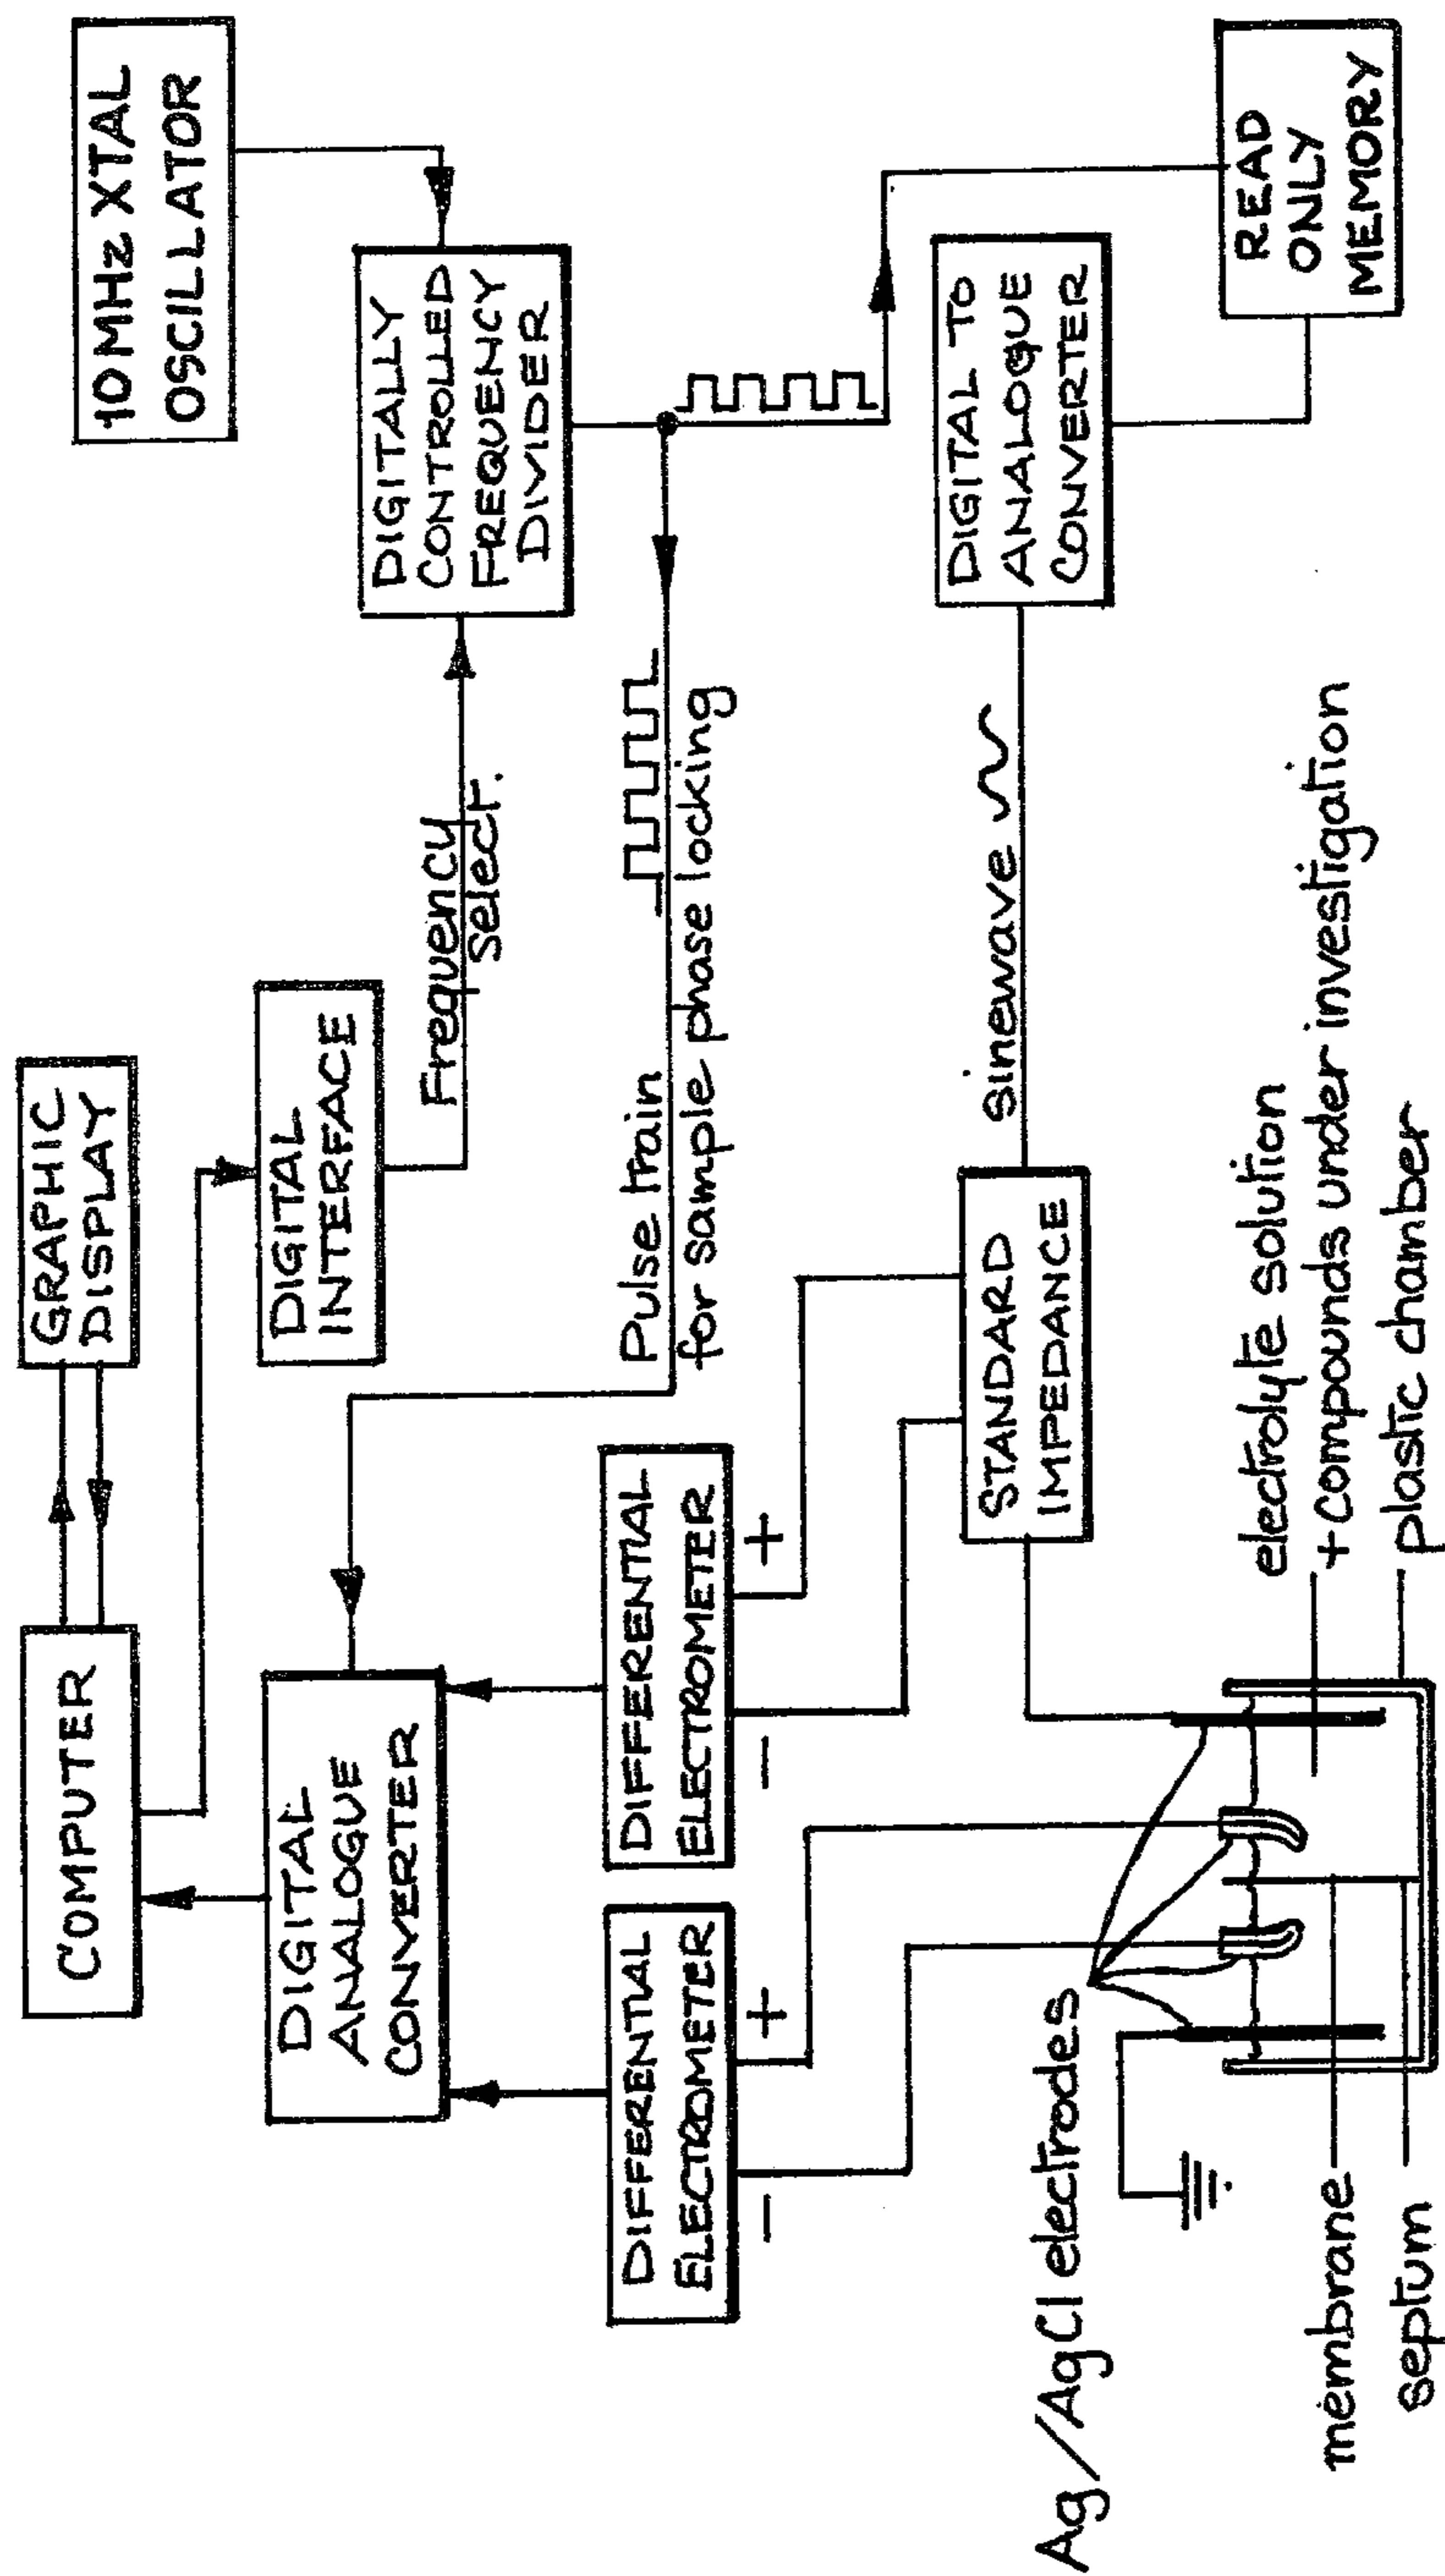 GRAPHIC
DISPLAY
10MHz XTAL
OSCILLATOR
COMPUTER
DIGITAL
INTERFACE
Frequency
select.
DIGITALLY
CONTROLLED
FREQUENCY
DIVIDER
DIGITAL
ANALOGUE
CONVERTER
Pulse train
for sample phase locking
DIFFERENTIAL
ELECTROMETER
- +
DIFFERENTIAL
ELECTROMETER
- +
STANDARD
IMPEDANCE
Sinewave
DIGITAL TO
ANALOGUE
CONVERTER
READ
ONLY
MEMORY
Ag/AgCl electrodes
electrolyte solution
+ compounds under investigation
plastic chamber
membrane
septum